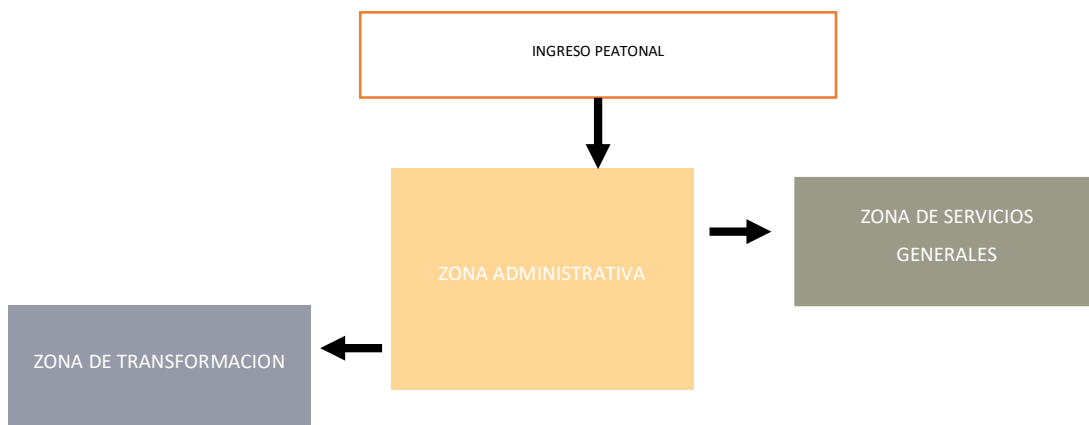 INGRESO PEATONAL
ZONA DE SERVICIOS
GENERALES
ZONA ADMINISTRATIVA
ZONA DE TRANSFORMACION